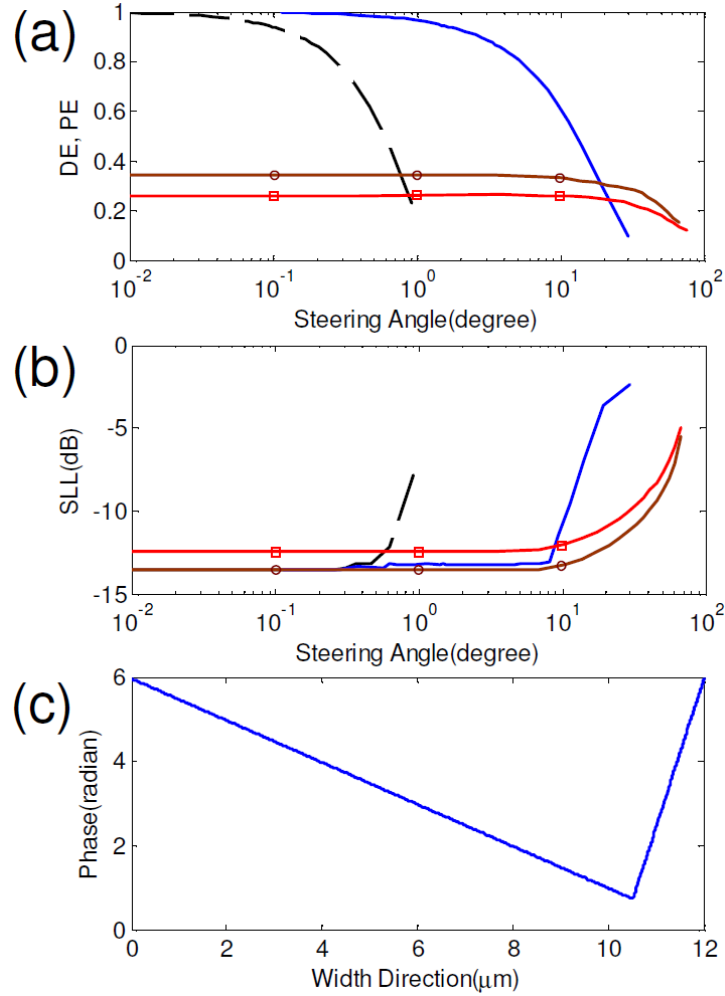 (a)
DE, PE
1
0.8
0.6
0.4
0.2
0
10^-2 10^-1 10^0 10^1 10^2
Steering Angle(degree)
(b)
SLL(dB)
0
-5
-10
-15
10^-2 10^-1 10^0 10^1 10^2
Steering Angle(degree)
(c)
Phase(radian)
6
4
2
0
0 2 4 6 8 10 12
Width Direction(μm)